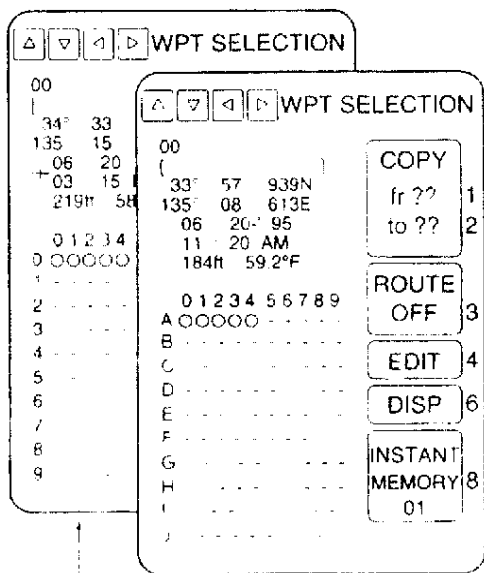 △ ▽ ◁ ▷ WPT SELECTION
00
34° 33
135 15
06 20
03 15
219ft 58
0 1 2 3 4
0 ○○○○○
1 - - - -
2 - - - -
3 - - - -
4 - - - -
5 - - -
6
7
8
9 -
△ ▽ ◁ ▷ WPT SELECTION
00
( )
33° 57 939N
135° 08 613E
06 20-' 95
11 20 AM
184ft 59.2°F
0 1 2 3 4 5 6 7 8 9
A ○○○○○ - - - - -
B - - - - - - - - -
C - - - - - - - -
D - - - - - - - - -
E - - - - - - - - -
F - - - - - - - -
G - - - - - - -
H - - - - - - -
I - - - - - - -
J - - - - - - -
COPY
fr ?? 1
to ?? 2
ROUTE
OFF 3
EDIT 4
DISP 6
INSTANT
MEMORY 8
01